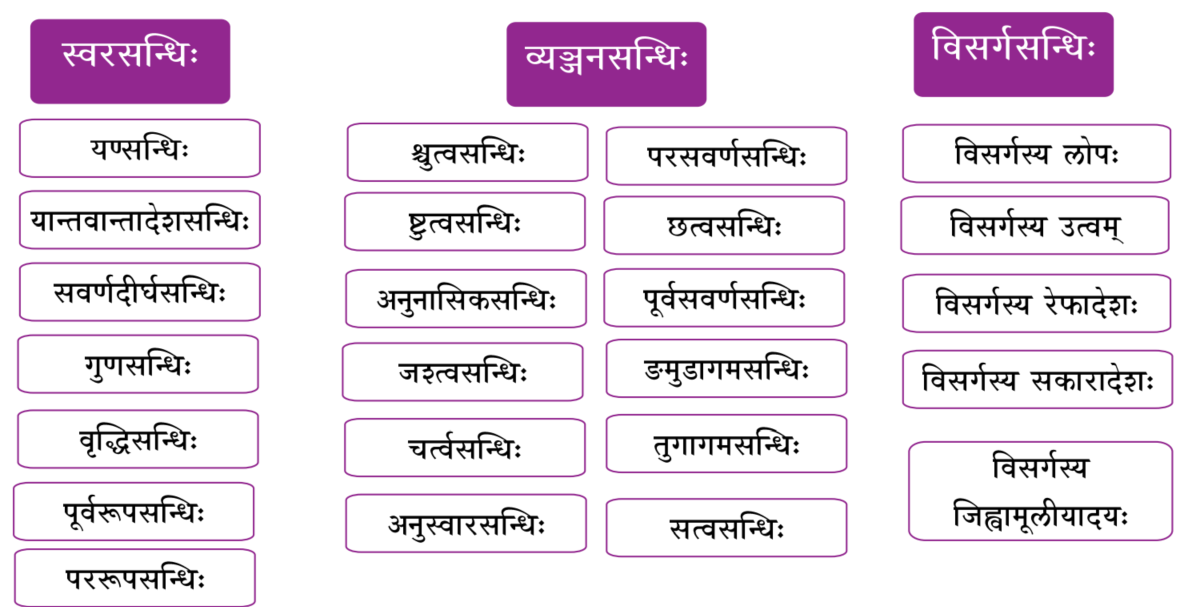 स्वरसन्धिः
यण्सन्धिः
यान्तवान्तादेशसन्धिः
सवर्णदीर्घसन्धिः
गुणसन्धिः
वृद्धिसन्धिः
पूर्वरूपसन्धिः
पररूपसन्धिः
व्यञ्जनसन्धिः
श्चुत्वसन्धिः
ष्टुत्वसन्धिः
अनुनासिकसन्धिः
जश्त्वसन्धिः
चर्त्वसन्धिः
अनुस्वारसन्धिः
परसवर्णसन्धिः
छत्वसन्धिः
पूर्वसवर्णसन्धिः
ङमुडागमसन्धिः
तुगागमसन्धिः
सत्वसन्धिः
विसर्गसन्धिः
विसर्गस्य लोपः
विसर्गस्य उत्वम्
विसर्गस्य रेफादेशः
विसर्गस्य सकारादेशः
विसर्गस्य
जिह्वामूलीयादयः